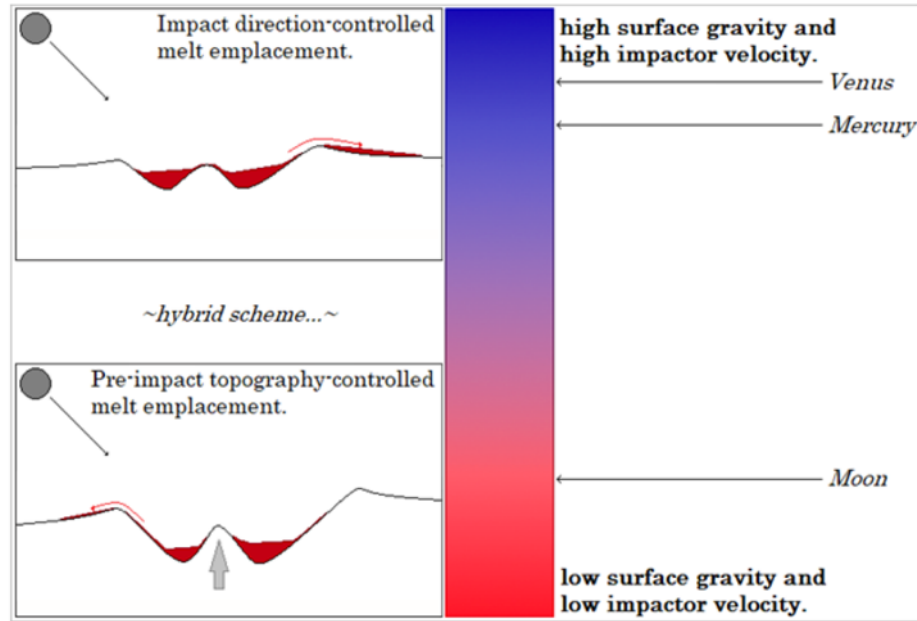 Impact direction-controlled
melt emplacement.
high surface gravity and
high impactor velocity.
Venus
Mercury
~hybrid scheme...~
Pre-impact topography-controlled
melt emplacement.
Moon
low surface gravity and
low impactor velocity.